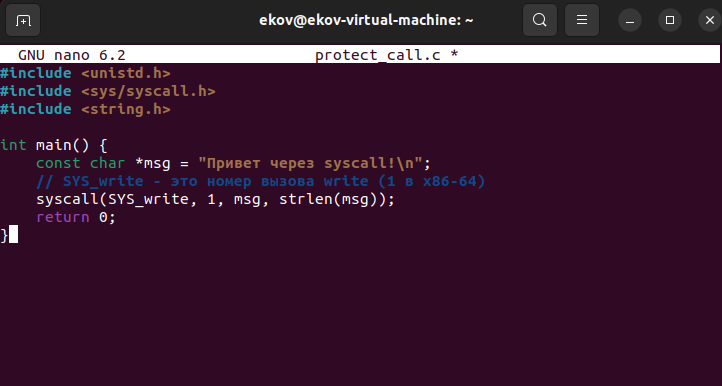 ekov@ekov-virtual-machine: ~
GNU nano 6.2 protect_call.c *
#include <unistd.h>
#include <sys/syscall.h>
#include <string.h>
int main() {
const char *msg = "Привет через syscall!\n";
// SYS_write - это номер вызова write (1 в x86-64)
syscall(SYS_write, 1, msg, strlen(msg));
return 0;
}